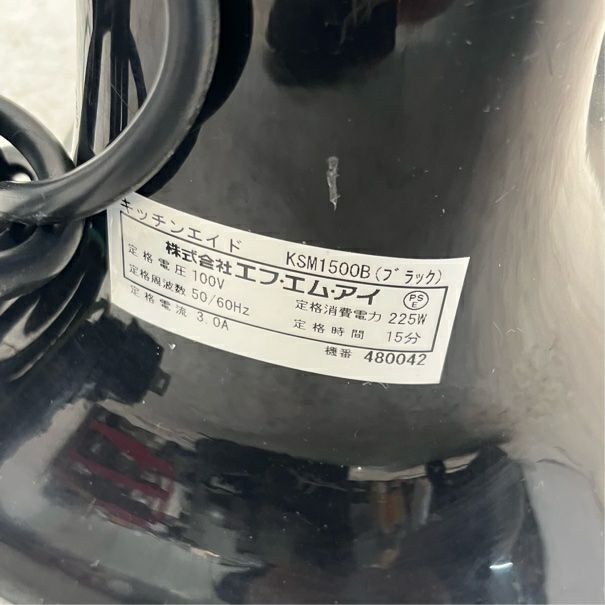 キッチンエイド KSM1500B(ブラック)
株式会社エフ・エム・アイ
PS
E
定格電圧 100V 定格消費電力 225W
定格周波数 50/60Hz 定格時間 15分
定格電流 3.0A
機番 480042